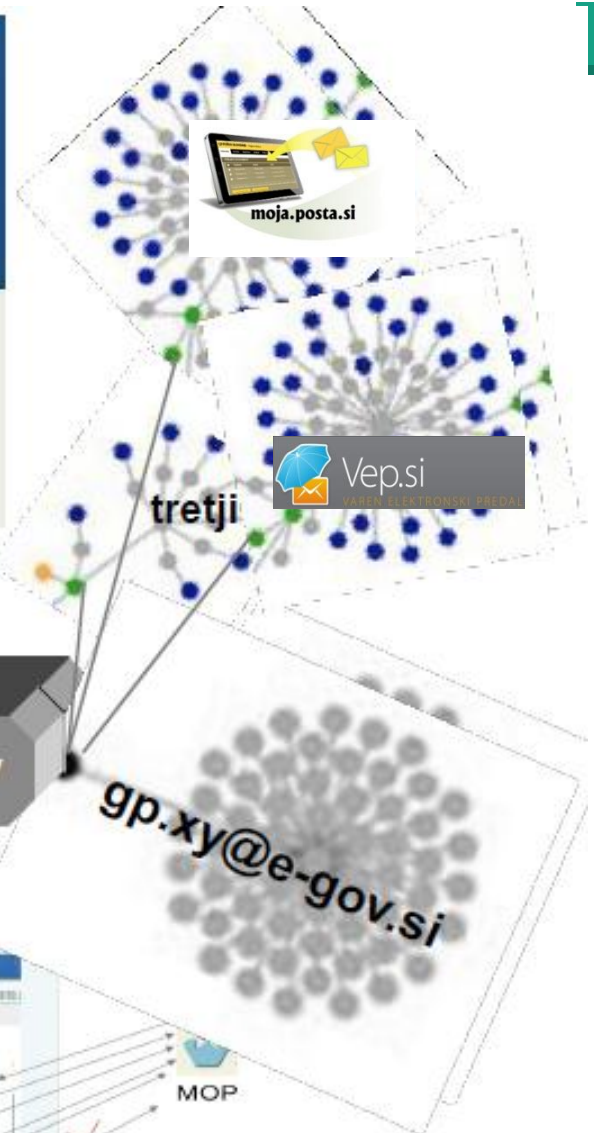 moja.posta.si
Vep.si
VAREN ELEKTRONSKI PREDAL
tretji
gp.xy@e-gov.si
MOP